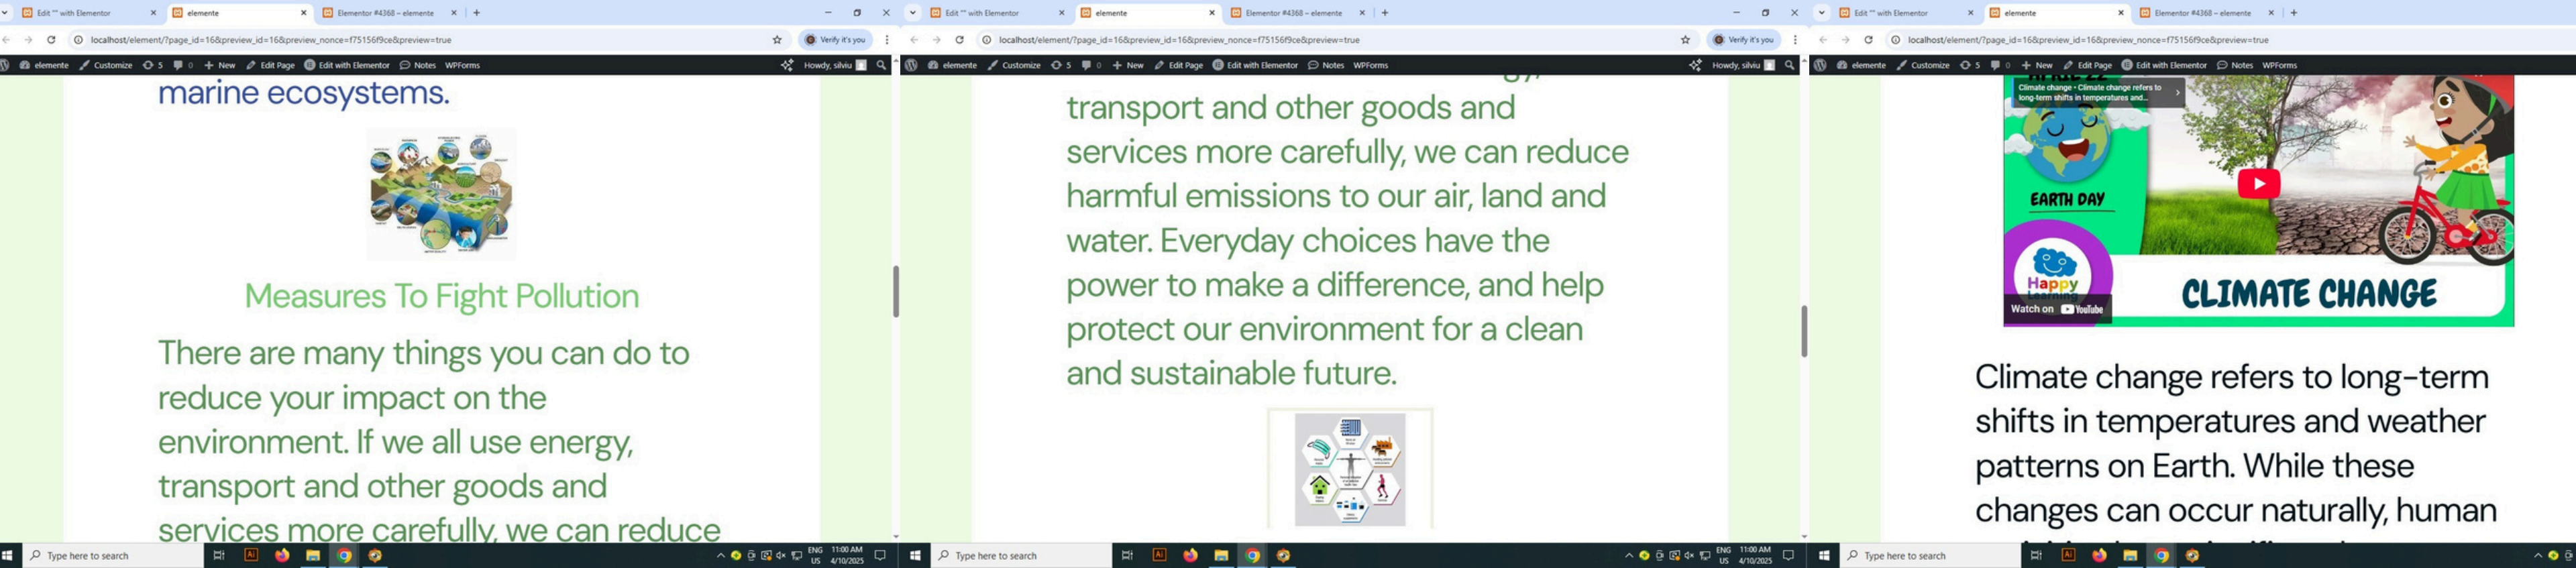 Edit "" with Elementor
elemente
Elementor #4368 – elemente
localhost/element/?page_id=16&preview_id=16&preview_nonce=f75156f9ce&preview=true
Verify it's you
elemente Customize 5 0 New Edit Page Edit with Elementor Notes WPForms Howdy, silviu
marine ecosystems.
Measures To Fight Pollution
There are many things you can do to
reduce your impact on the
environment. If we all use energy,
transport and other goods and
services more carefully, we can reduce
Type here to search
Ai
ENG
US
11:00 AM
4/10/2025
Edit "" with Elementor
elemente
Elementor #4368 – elemente
localhost/element/?page_id=16&preview_id=16&preview_nonce=f75156f9ce&preview=true
Verify it's you
elemente Customize 5 0 New Edit Page Edit with Elementor Notes WPForms Howdy, silviu
transport and other goods and
services more carefully, we can reduce
harmful emissions to our air, land and
water. Everyday choices have the
power to make a difference, and help
protect our environment for a clean
and sustainable future.
Type here to search
Ai
ENG
US
11:00 AM
4/10/2025
Edit "" with Elementor
elemente
Elementor #4368 – elemente
localhost/element/?page_id=16&preview_id=16&preview_nonce=f75156f9ce&preview=true
elemente Customize 5 0 New Edit Page Edit with Elementor Notes WPForms
APRIL 22
Climate change • Climate change refers to
long-term shifts in temperatures and...
EARTH DAY
Happy
Learning
Watch on YouTube
CLIMATE CHANGE
Climate change refers to long-term
shifts in temperatures and weather
patterns on Earth. While these
changes can occur naturally, human
Type here to search
Ai